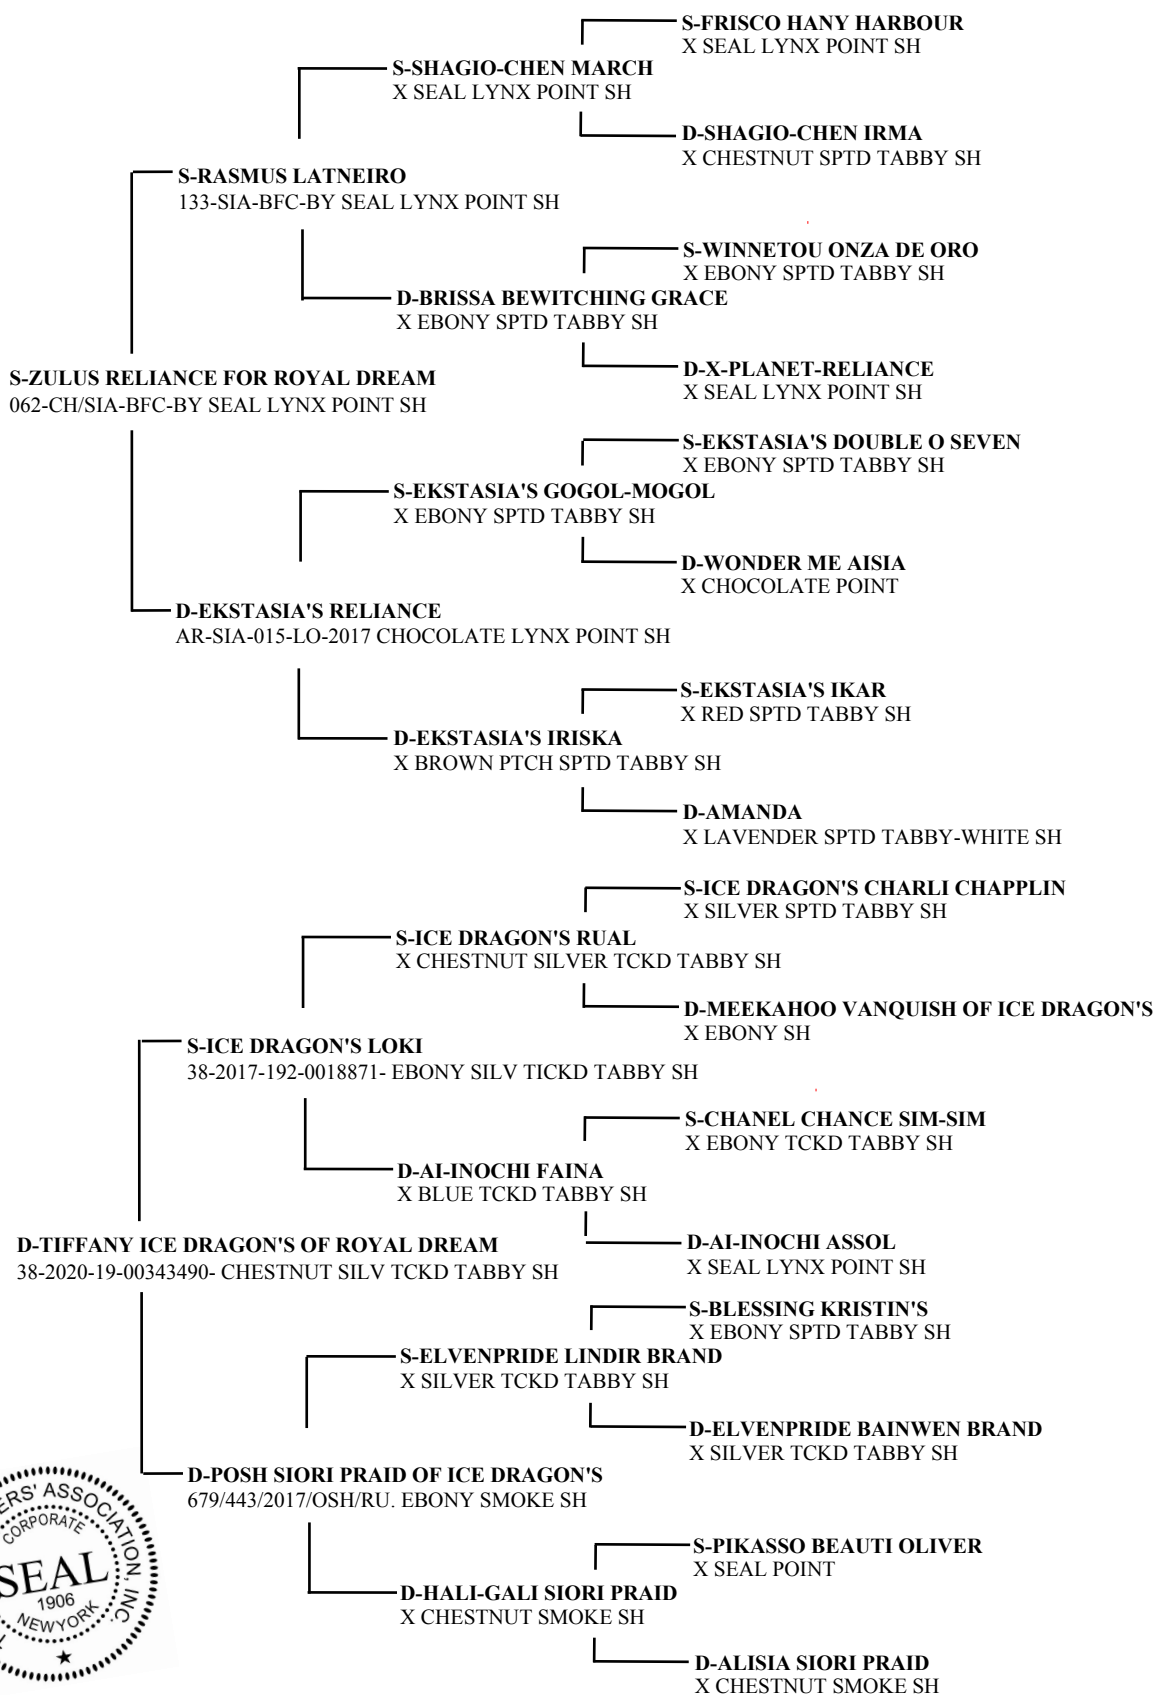 S-FRISCO HANY HARBOUR
X SEAL LYNX POINT SH
S-SHAGIO-CHEN MARCH
X SEAL LYNX POINT SH
D-SHAGIO-CHEN IRMA
X CHESTNUT SPTD TABBY SH
S-RASMUS LATNEIRO
133-SIA-BFC-BY SEAL LYNX POINT SH
S-WINNETOU ONZA DE ORO
X EBONY SPTD TABBY SH
D-BRISSA BEWITCHING GRACE
X EBONY SPTD TABBY SH
D-X-PLANET-RELIANCE
X SEAL LYNX POINT SH
S-ZULUS RELIANCE FOR ROYAL DREAM
062-CH/SIA-BFC-BY SEAL LYNX POINT SH
S-EKSTASIA'S DOUBLE O SEVEN
X EBONY SPTD TABBY SH
S-EKSTASIA'S GOGOL-MOGOL
X EBONY SPTD TABBY SH
D-WONDER ME AISIA
X CHOCOLATE POINT
D-EKSTASIA'S RELIANCE
AR-SIA-015-LO-2017 CHOCOLATE LYNX POINT SH
S-EKSTASIA'S IKAR
X RED SPTD TABBY SH
D-EKSTASIA'S IRISKA
X BROWN PTCH SPTD TABBY SH
D-AMANDA
X LAVENDER SPTD TABBY-WHITE SH
S-ICE DRAGON'S CHARLI CHAPPLIN
X SILVER SPTD TABBY SH
S-ICE DRAGON'S RUAL
X CHESTNUT SILVER TCKD TABBY SH
D-MEEKAHOO VANQUISH OF ICE DRAGON'S
X EBONY SH
S-ICE DRAGON'S LOKI
38-2017-192-0018871- EBONY SILV TICKD TABBY SH
S-CHANEL CHANCE SIM-SIM
X EBONY TCKD TABBY SH
D-AI-INOCHI FAINA
X BLUE TCKD TABBY SH
D-AI-INOCHI ASSOL
X SEAL LYNX POINT SH
D-TIFFANY ICE DRAGON'S OF ROYAL DREAM
38-2020-19-00343490- CHESTNUT SILV TCKD TABBY SH
S-BLESSING KRISTIN'S
X EBONY SPTD TABBY SH
S-ELVENPRIDE LINDIR BRAND
X SILVER TCKD TABBY SH
D-ELVENPRIDE BAINWEN BRAND
X SILVER TCKD TABBY SH
D-POSH SIORI PRAID OF ICE DRAGON'S
679/443/2017/OSH/RU. EBONY SMOKE SH
S-PIKASSO BEAUTI OLIVER
X SEAL POINT
D-HALI-GALI SIORI PRAID
X CHESTNUT SMOKE SH
D-ALISIA SIORI PRAID
X CHESTNUT SMOKE SH
ERS' ASSOCIATION, INC.
CORPORATE
SEAL
1906
NEW YORK